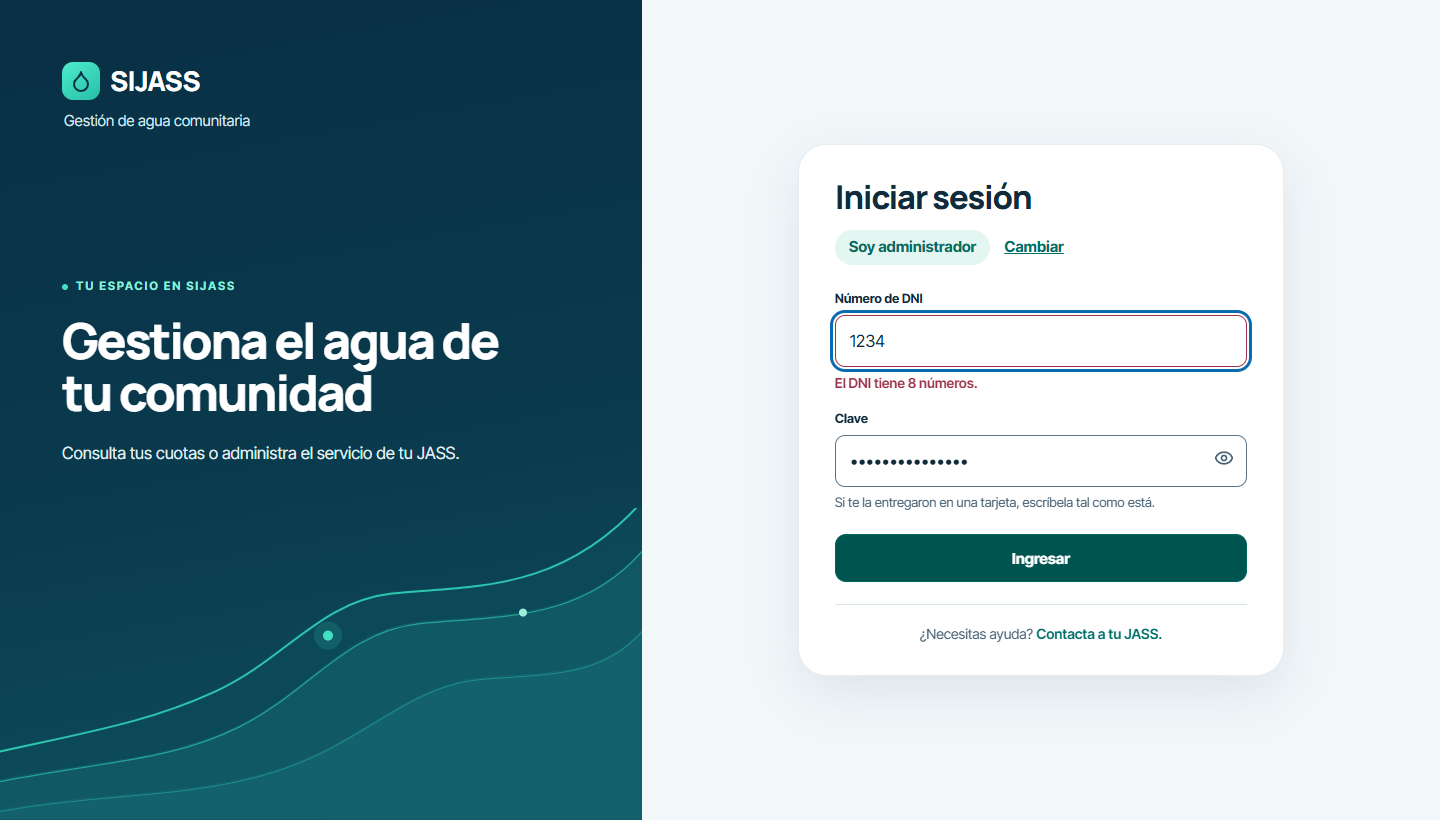 SIJASS
Gestión de agua comunitaria
TU ESPACIO EN SIJASS
Gestiona el agua de
tu comunidad
Consulta tus cuotas o administra el servicio de tu JASS.
Iniciar sesión
Soy administrador Cambiar
Número de DNI
1234
El DNI tiene 8 números.
Clave
•••••••••••••••
Si te la entregaron en una tarjeta, escríbela tal como está.
Ingresar
¿Necesitas ayuda? Contacta a tu JASS.